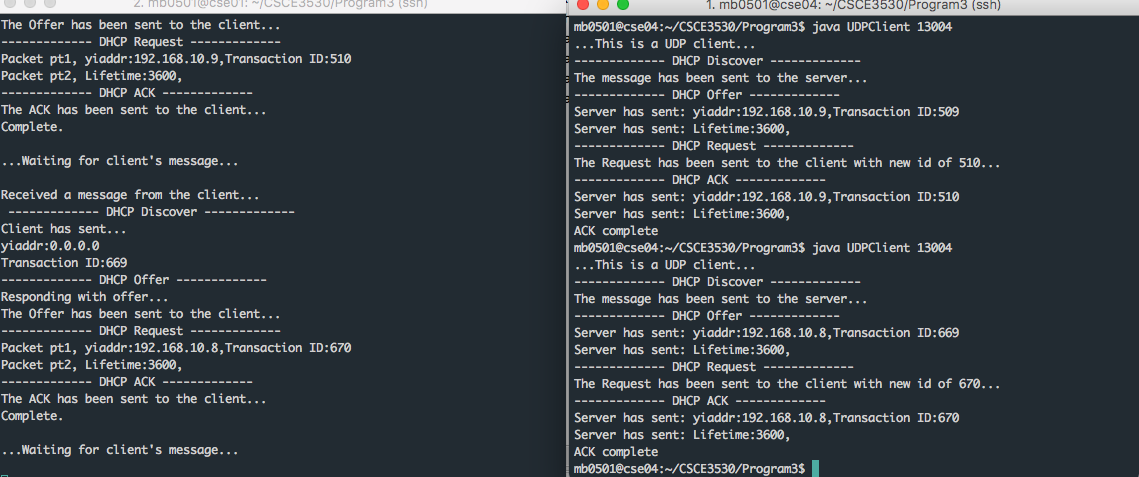 2. mb0501@cse01: ~/CSCE3530/Program3 (ssh)
The Offer has been sent to the client...
------------- DHCP Request -------------
Packet pt1, yiaddr:192.168.10.9,Transaction ID:510
Packet pt2, Lifetime:3600,
------------- DHCP ACK -------------
The ACK has been sent to the client...
Complete.
...Waiting for client's message...
Received a message from the client...
------------- DHCP Discover -------------
Client has sent...
yiaddr:0.0.0.0
Transaction ID:669
------------- DHCP Offer -------------
Responding with offer...
The Offer has been sent to the client...
------------- DHCP Request -------------
Packet pt1, yiaddr:192.168.10.8,Transaction ID:670
Packet pt2, Lifetime:3600,
------------- DHCP ACK -------------
The ACK has been sent to the client...
Complete.
...Waiting for client's message...
1. mb0501@cse04: ~/CSCE3530/Program3 (ssh)
mb0501@cse04:~/CSCE3530/Program3$ java UDPClient 13004
...This is a UDP client...
------------- DHCP Discover -------------
The message has been sent to the server...
------------- DHCP Offer -------------
Server has sent: yiaddr:192.168.10.9,Transaction ID:509
Server has sent: Lifetime:3600,
------------- DHCP Request -------------
The Request has been sent to the client with new id of 510...
------------- DHCP ACK -------------
Server has sent: yiaddr:192.168.10.9,Transaction ID:510
Server has sent: Lifetime:3600,
ACK complete
mb0501@cse04:~/CSCE3530/Program3$ java UDPClient 13004
...This is a UDP client...
------------- DHCP Discover -------------
The message has been sent to the server...
------------- DHCP Offer -------------
Server has sent: yiaddr:192.168.10.8,Transaction ID:669
Server has sent: Lifetime:3600,
------------- DHCP Request -------------
The Request has been sent to the client with new id of 670...
------------- DHCP ACK -------------
Server has sent: yiaddr:192.168.10.8,Transaction ID:670
Server has sent: Lifetime:3600,
ACK complete
mb0501@cse04:~/CSCE3530/Program3$